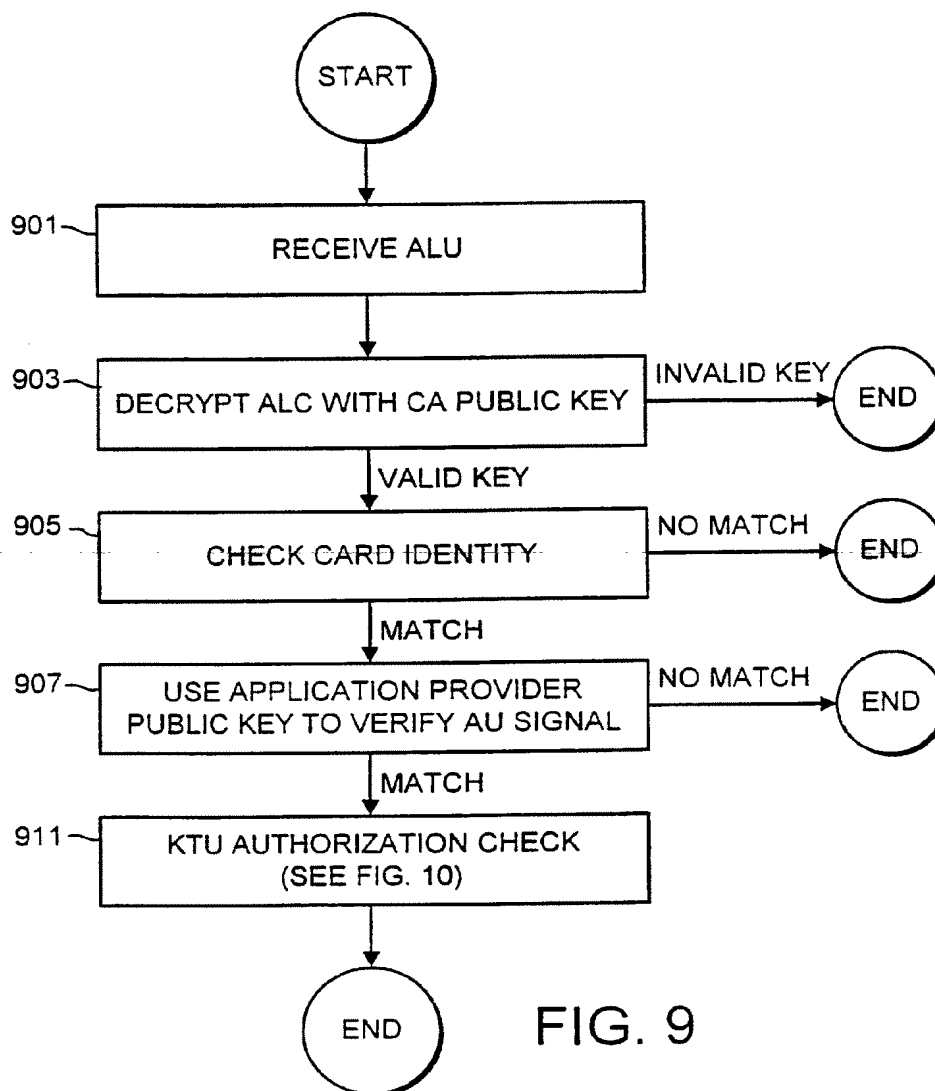 START
901
RECEIVE ALU
903
DECRYPT ALC WITH CA PUBLIC KEY
INVALID KEY
END
VALID KEY
905
CHECK CARD IDENTITY
NO MATCH
END
MATCH
907
USE APPLICATION PROVIDER
PUBLIC KEY TO VERIFY AU SIGNAL
NO MATCH
END
MATCH
911
KTU AUTHORIZATION CHECK
(SEE FIG. 10)
END
FIG. 9